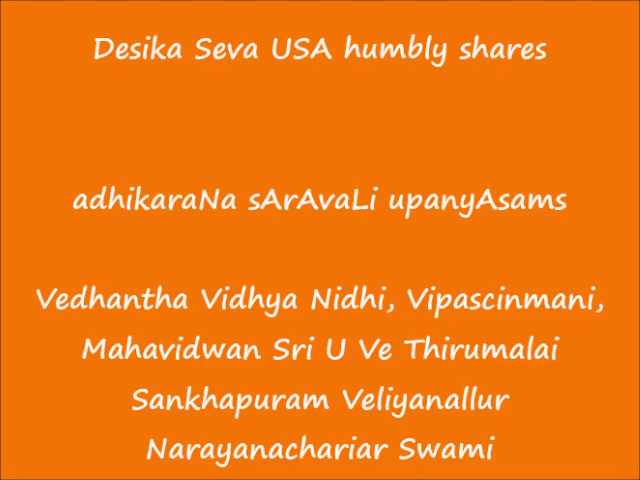 Desika Seva USA humbly shares
adhikaraNa sArAvaLi upanyAsams
Vedhantha Vidhya Nidhi, Vipascinmani,
Mahavidwan Sri U Ve Thirumalai
Sankhapuram Veliyanallur
Narayanachariar Swami